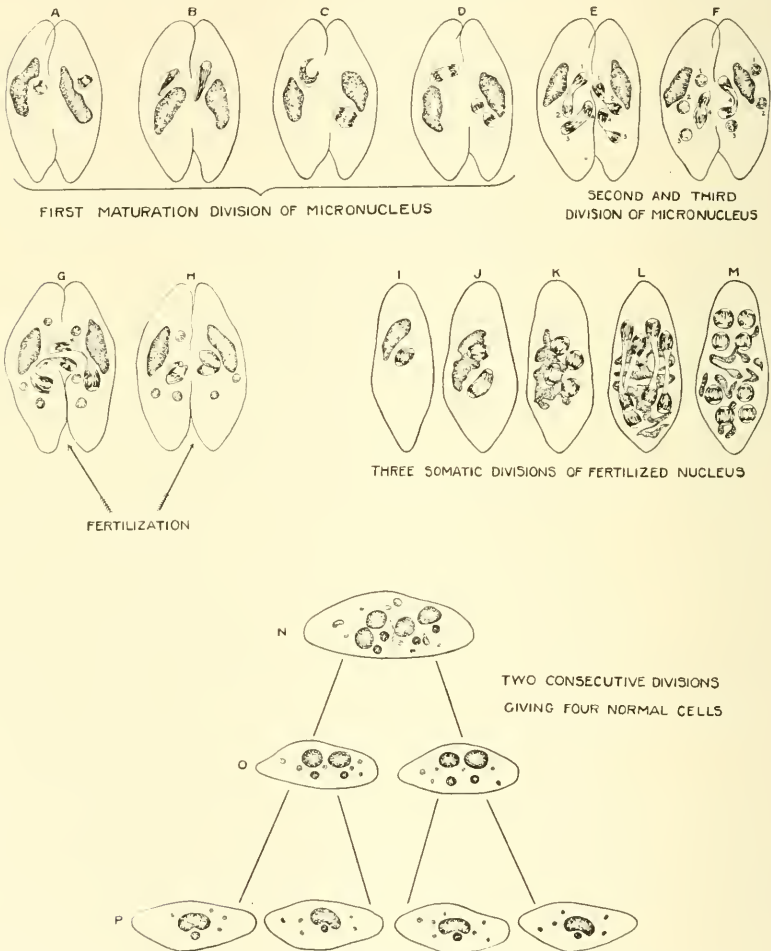 A B C D E F
FIRST MATURATION DIVISION OF MICRONUCLEUS
SECOND AND THIRD
DIVISION OF MICRONUCLEUS
G H I J K L M
THREE SOMATIC DIVISIONS OF FERTILIZED NUCLEUS
FERTILIZATION
N
TWO CONSECUTIVE DIVISIONS
GIVING FOUR NORMAL CELLS
O
P